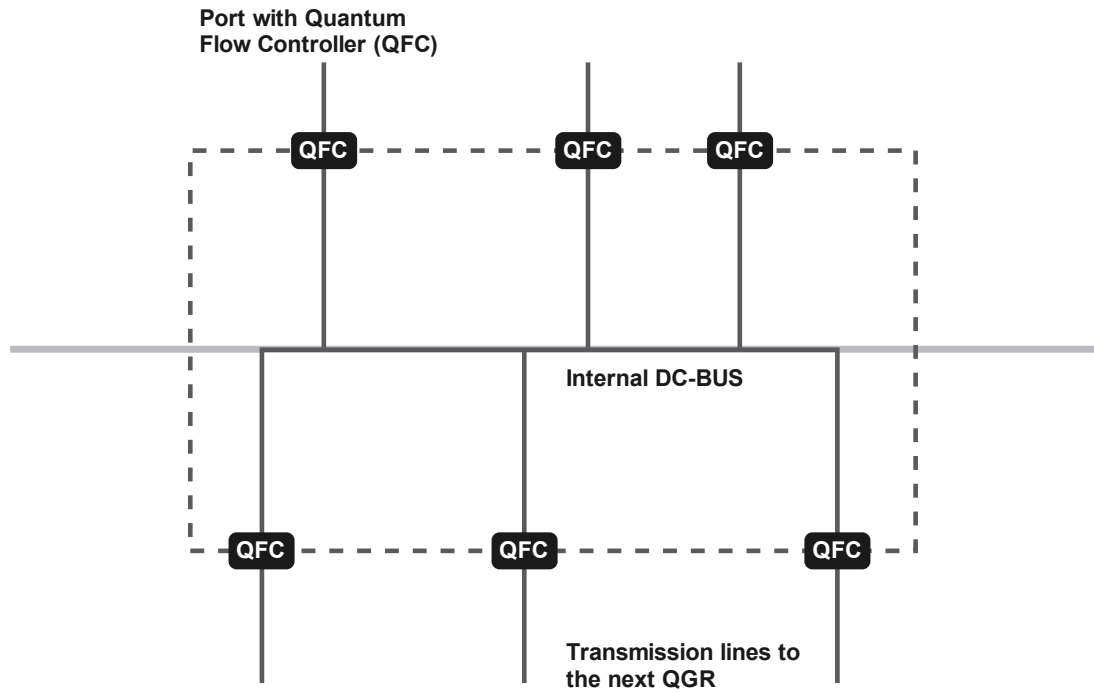 Port with Quantum
Flow Controller (QFC)
QFC
QFC
QFC
Internal DC-BUS
QFC
QFC
QFC
Transmission lines to
the next QGR